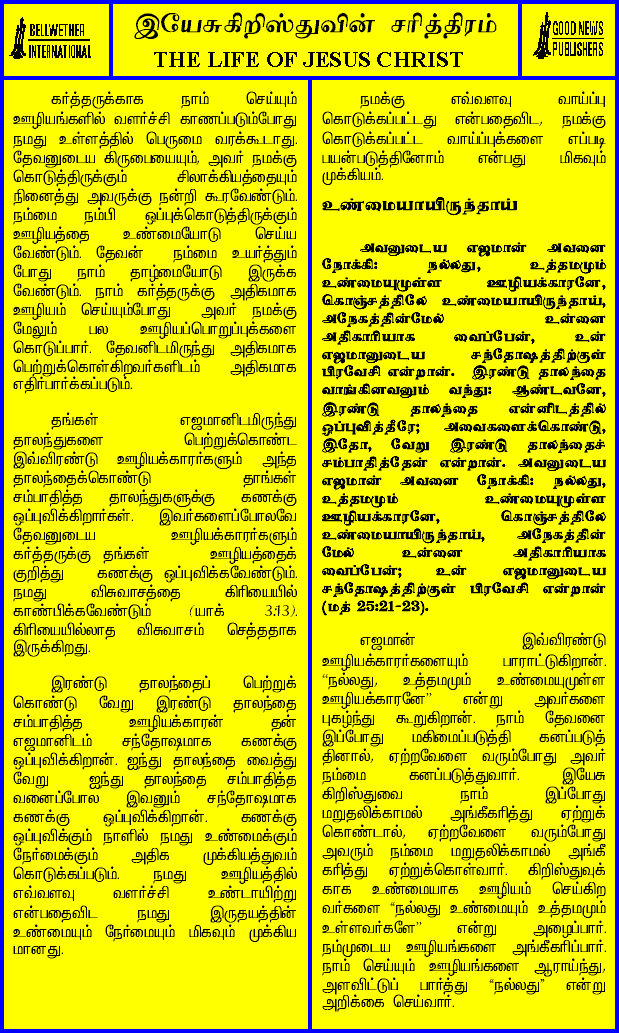 BELLWETHER
INTERNATIONAL
இயேசுகிறிஸ்துவின் சரித்திரம்
THE LIFE OF JESUS CHRIST
GOOD NEWS
PUBLISHERS
கர்த்தருக்காக நாம் செய்யும்
ஊழியங்களில் வளர்ச்சி காணப்படும்போது
நமது உள்ளத்தில் பெருமை வரக்கூடாது.
தேவனுடைய கிருபையையும், அவர் நமக்கு
கொடுத்திருக்கும் சிலாக்கியத்தையும்
நினைத்து அவருக்கு நன்றி கூரவேண்டும்.
நம்மை நம்பி ஒப்புக்கொடுத்திருக்கும்
ஊழியத்தை உண்மையோடு செய்ய
வேண்டும். தேவன் நம்மை உயர்த்தும்
போது நாம் தாழ்மையோடு இருக்க
வேண்டும். நாம் கர்த்தருக்கு அதிகமாக
ஊழியம் செய்யும்போது அவர் நமக்கு
மேலும் பல ஊழியப்பொறுப்புக்களை
கொடுப்பார். தேவனிடமிருந்து அதிகமாக
பெற்றுக்கொள்கிறவர்களிடம் அதிகமாக
எதிர்பார்க்கப்படும்.
தங்கள் எஜமானிடமிருந்து
தாலந்துகளை பெற்றுக்கொண்ட
இவ்விரண்டு ஊழியக்காரர்களும் அந்த
தாலந்தைக்கொண்டு தாங்கள்
சம்பாதித்த தாலந்துகளுக்கு கணக்கு
ஒப்புவிக்கிறார்கள். இவர்களைப்போலவே
தேவனுடைய ஊழியக்காரர்களும்
கர்த்தருக்கு தங்கள் ஊழியத்தைக்
குறித்து கணக்கு ஒப்புவிக்கவேண்டும்.
நமது விசுவாசத்தை கிரியையில்
காண்பிக்கவேண்டும் (யாக் 3:13).
கிரியையில்லாத விசுவாசம் செத்ததாக
இருக்கிறது.
இரண்டு தாலந்தைப் பெற்றுக்
கொண்டு வேறு இரண்டு தாலந்தை
சம்பாதித்த ஊழியக்காரன் தன்
எஜமானிடம் சந்தோஷமாக கணக்கு
ஒப்புவிக்கிறான். ஐந்து தாலந்தை வைத்து
வேறு ஐந்து தாலந்தை சம்பாதித்த
வனைப்போல இவனும் சந்தோஷமாக
கணக்கு ஒப்புவிக்கிறான். கணக்கு
ஒப்புவிக்கும் நாளில் நமது உண்மைக்கும்
நேர்மைக்கும் அதிக முக்கியத்துவம்
கொடுக்கப்படும். நமது ஊழியத்தில்
எவ்வளவு வளர்ச்சி உண்டாயிற்று
என்பதைவிட நமது இருதயத்தின்
உண்மையும் நேர்மையும் மிகவும் முக்கிய
மானது.
நமக்கு எவ்வளவு வாய்ப்பு
கொடுக்கப்பட்டது என்பதைவிட, நமக்கு
கொடுக்கப்பட்ட வாய்ப்புக்களை எப்படி
பயன்படுத்தினோம் என்பது மிகவும்
முக்கியம்.
உண்மையாயிருந்தாய்
அவனுடைய எஜமான் அவனை
நோக்கி: நல்லது, உத்தமமும்
உண்மையுமுள்ள ஊழியக்காரனே,
கொஞ்சத்திலே உண்மையாயிருந்தாய்,
அநேகத்தின்மேல் உன்னை
அதிகாரியாக வைப்பேன், உன்
எஜமானுடைய சந்தோஷத்திற்குள்
பிரவேசி என்றான். இரண்டு தாலந்தை
வாங்கினவனும் வந்து: ஆண்டவனே,
இரண்டு தாலந்தை என்னிடத்தில்
ஒப்புவித்தீரே; அவைகளைக்கொண்டு,
இதோ, வேறு இரண்டு தாலந்தைச்
சம்பாதித்தேன் என்றான். அவனுடைய
எஜமான் அவனை நோக்கி: நல்லது,
உத்தமமும் உண்மையுமுள்ள
ஊழியக்காரனே, கொஞ்சத்திலே
உண்மையாயிருந்தாய், அநேகத்தின்
மேல் உன்னை அதிகாரியாக
வைப்பேன்; உன் எஜமானுடைய
சந்தோஷத்திற்குள் பிரவேசி என்றான்
(மத் 25:21-23).
எஜமான் இவ்விரண்டு
ஊழியக்காரர்களையும் பாராட்டுகிறான்.
“நல்லது, உத்தமமும் உண்மையுமுள்ள
ஊழியக்காரனே” என்று அவர்களை
புகழ்ந்து கூறுகிறான். நாம் தேவனை
இப்போது மகிமைப்படுத்தி கனப்படுத்
தினால், ஏற்றவேளை வரும்போது அவர்
நம்மை கனப்படுத்துவார். இயேசு
கிறிஸ்துவை நாம் இப்போது
மறுதலிக்காமல் அங்கீகரித்து ஏற்றுக்
கொண்டால், ஏற்றவேளை வரும்போது
அவரும் நம்மை மறுதலிக்காமல் அங்கீ
கரித்து ஏற்றுக்கொள்வார். கிறிஸ்துவுக்
காக உண்மையாக ஊழியம் செய்கிற
வர்களை “நல்லது உண்மையும் உத்தமமும்
உள்ளவர்களே” என்று அழைப்பார்.
நம்முடைய ஊழியங்களை அங்கீகரிப்பார்.
நாம் செய்யும் ஊழியங்களை ஆராய்ந்து,
அளவிட்டுப் பார்த்து “நல்லது” என்று
அறிக்கை செய்வார்.